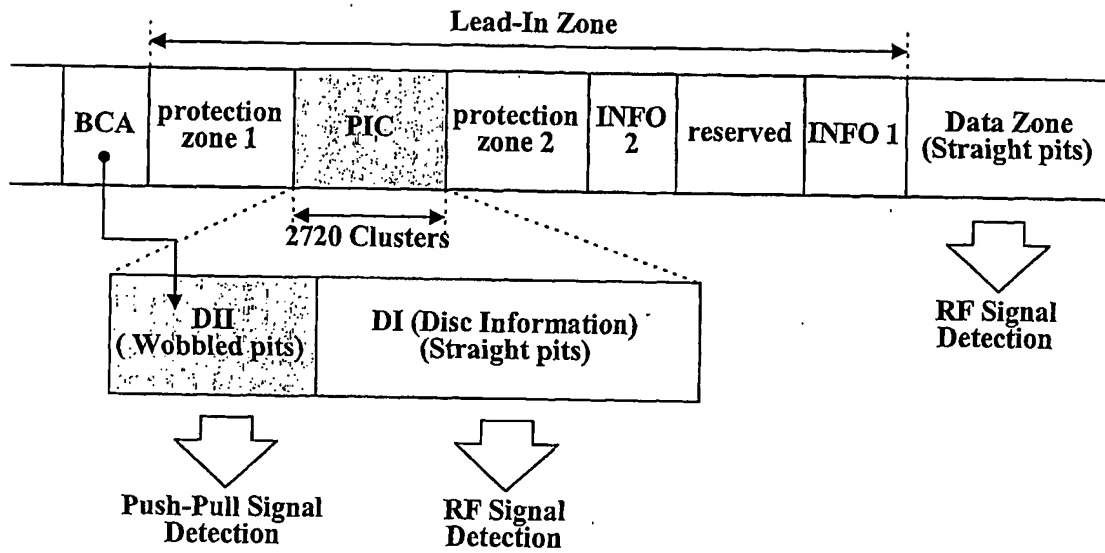 Lead-In Zone
BCA
protection
zone 1
PIC
protection
zone 2
INFO
2
reserved
INFO 1
Data Zone
(Straight pits)
2720 Clusters
DII
( Wobbled pits)
DI (Disc Information)
(Straight pits)
RF Signal
Detection
Push-Pull Signal
Detection
RF Signal
Detection